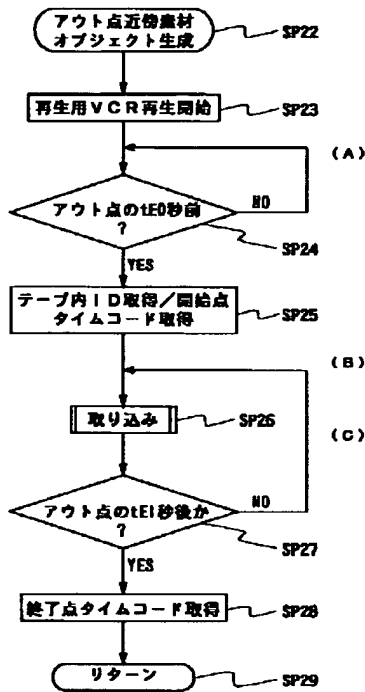 アウト点近傍素材
オブジェクト生成
SP22
再生用VCR再生開始
SP23
(A)
アウト点のtE0秒前
?
NO
SP24
YES
テープ内ID取得/開始点
タイムコード取得
SP25
(B)
取り込み
SP26
(C)
アウト点のtE1秒後か
?
NO
SP27
YES
終了点タイムコード取得
SP28
リターン
SP29